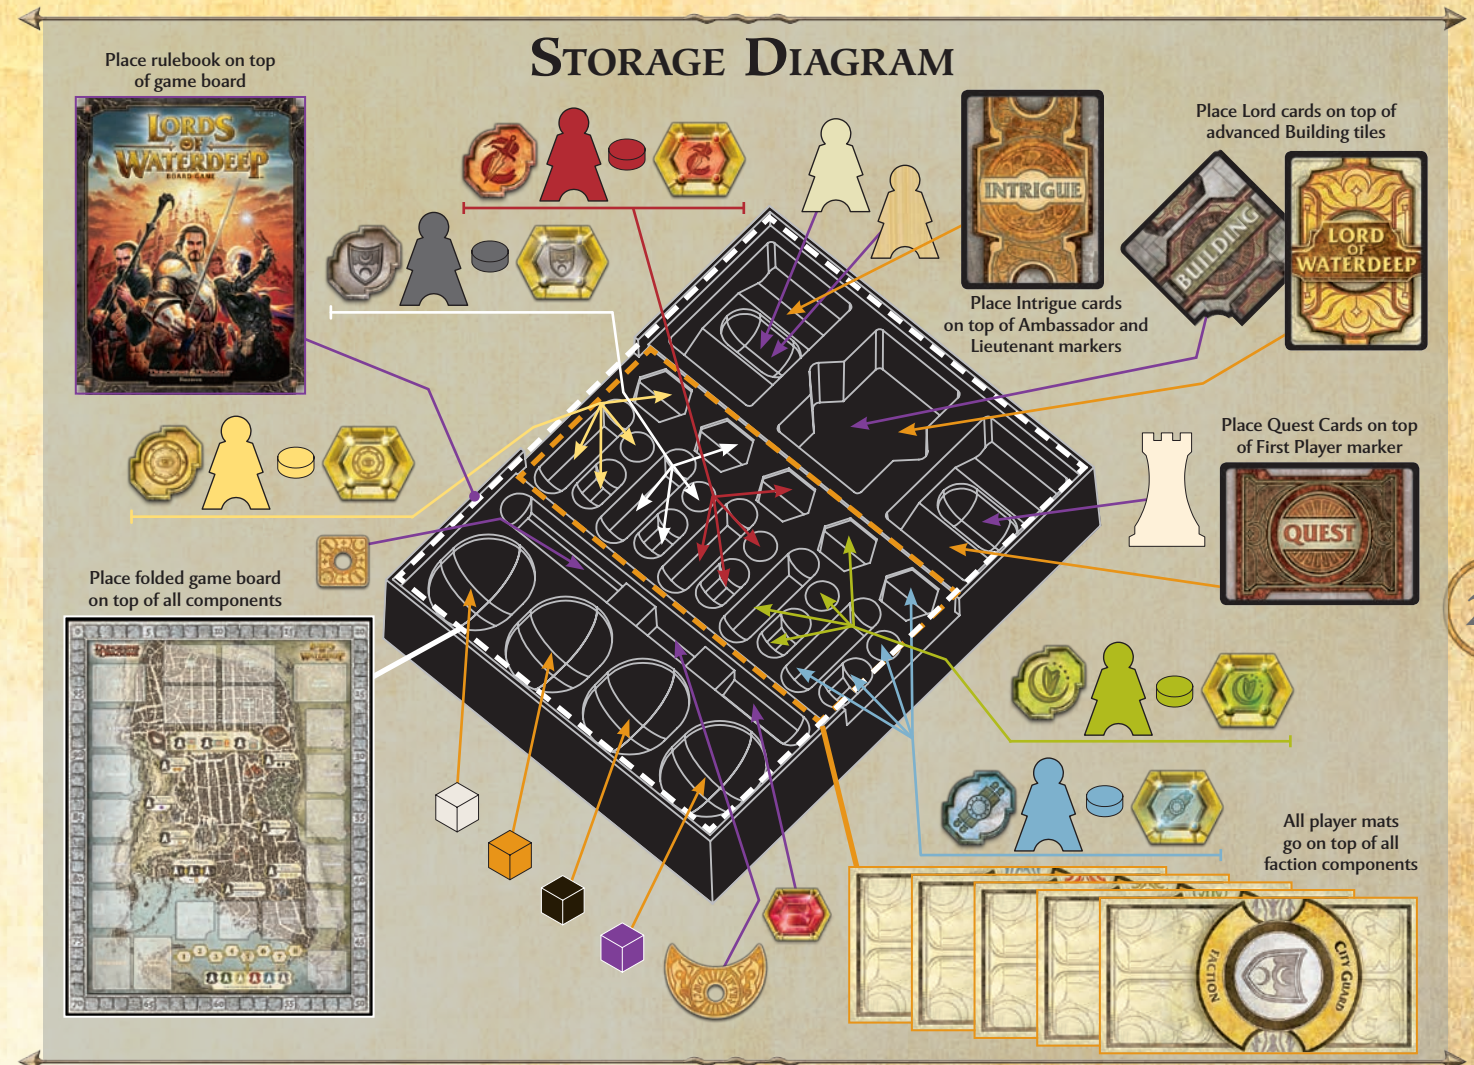 STORAGE DIAGRAM
Place rulebook on top
of game board
LORDS
OF
WATERDEEP
BOARD GAME
Place Lord cards on top of
advanced Building tiles
INTRIGUE
BUILDING
LORD
OF
WATERDEEP
Place Intrigue cards
on top of Ambassador and
Lieutenant markers
Place Quest Cards on top
of First Player marker
QUEST
Place folded game board
on top of all components
All player mats
go on top of all
faction components
FACTION
CITY GUARD